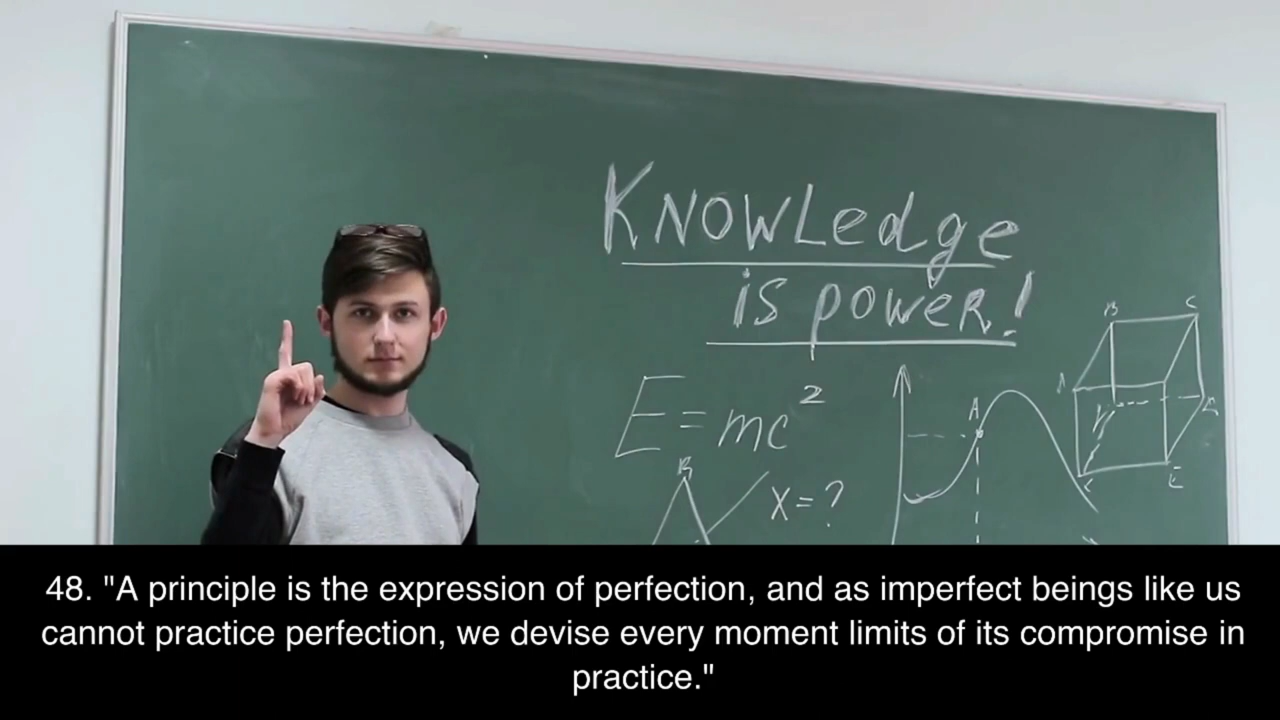 Knowledge
is power!
E=mc²
B
x=?
A
B
C
A
E
48. "A principle is the expression of perfection, and as imperfect beings like us
cannot practice perfection, we devise every moment limits of its compromise in
practice."